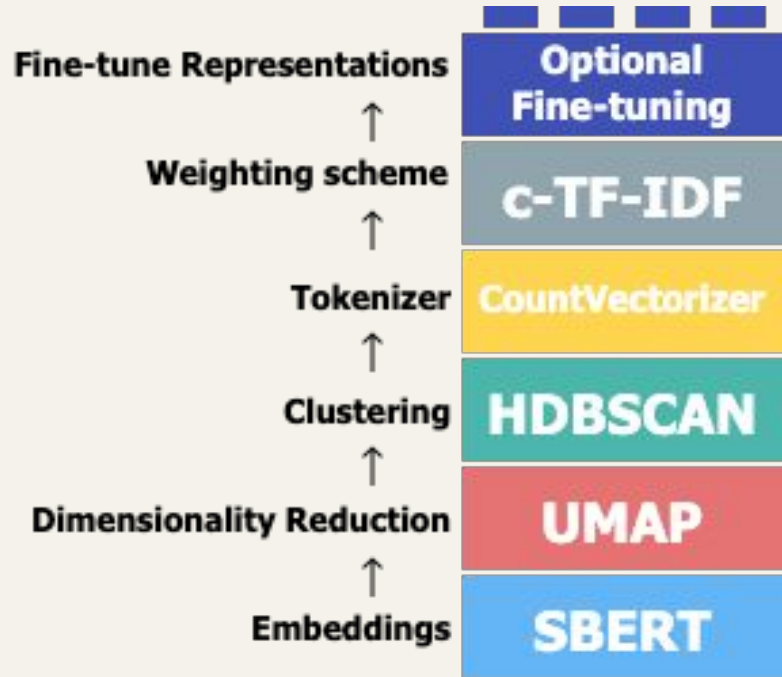 Fine-tune Representations
Optional
Fine-tuning
↑
Weighting scheme
c-TF-IDF
↑
Tokenizer
CountVectorizer
↑
Clustering
HDBSCAN
↑
Dimensionality Reduction
UMAP
↑
Embeddings
SBERT